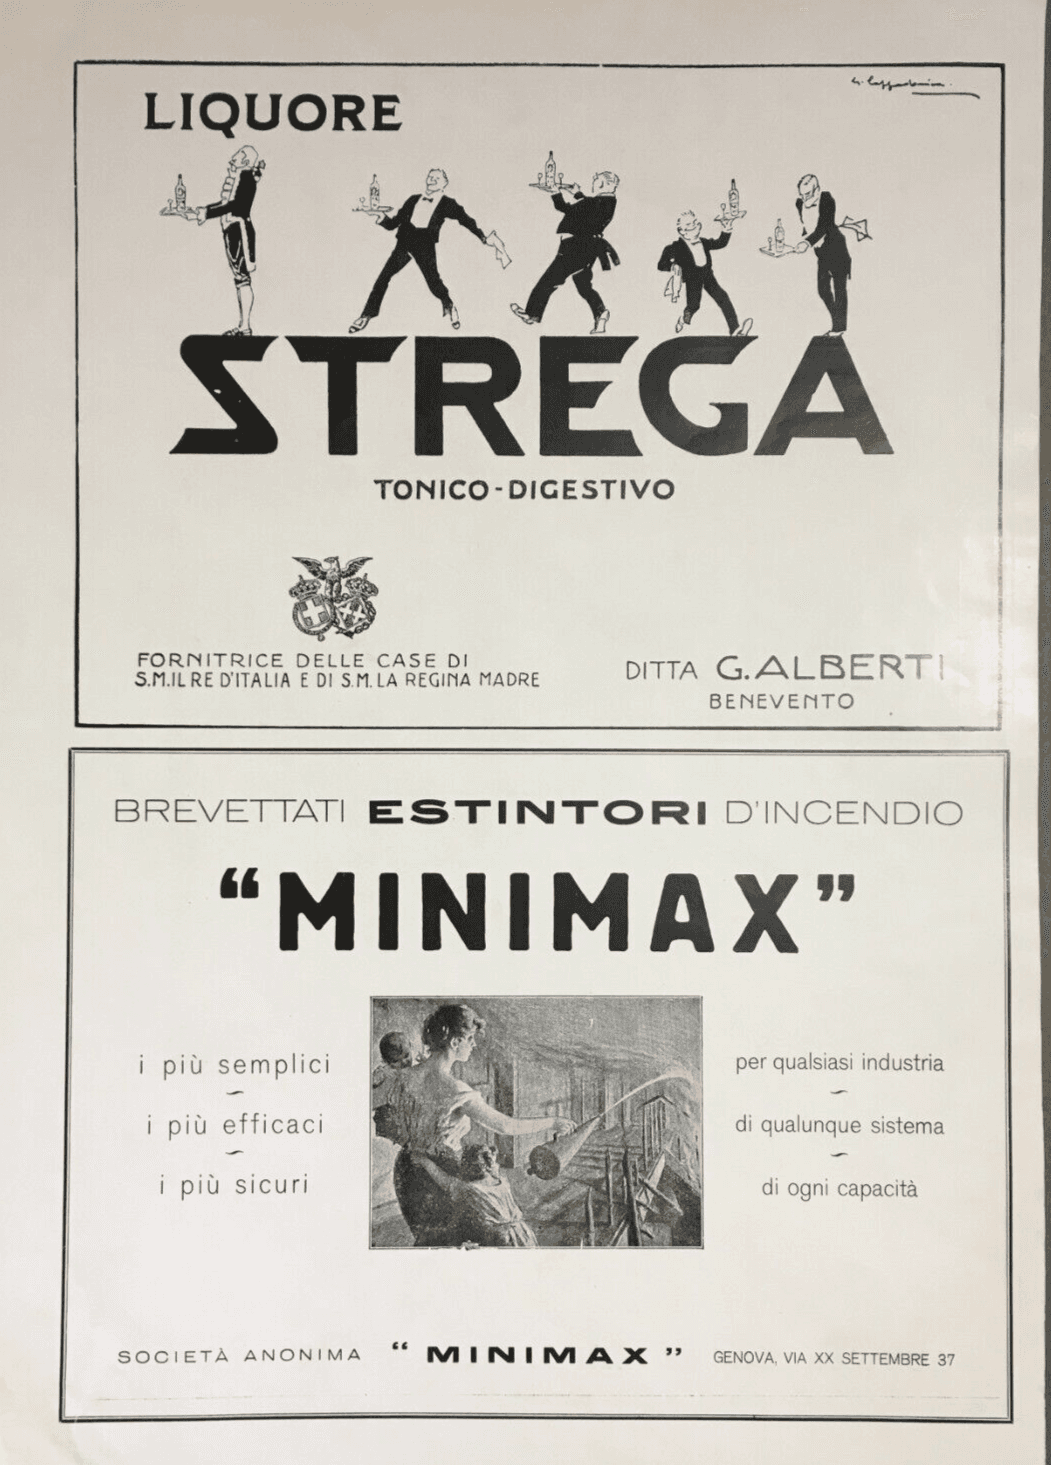 LIQUORE
STREGA
TONICO-DIGESTIVO
FORNITRICE DELLE CASE DI
S.M.IL RE D'ITALIA E DI S.M. LA REGINA MADRE
DITTA G.ALBERTI
BENEVENTO
BREVETTATI ESTINTORI D'INCENDIO
“MINIMAX”
i più semplici
i più efficaci
i più sicuri
per qualsiasi industria
di qualunque sistema
di ogni capacità
SOCIETÀ ANONIMA “MINIMAX” GENOVA, VIA XX SETTEMBRE 37